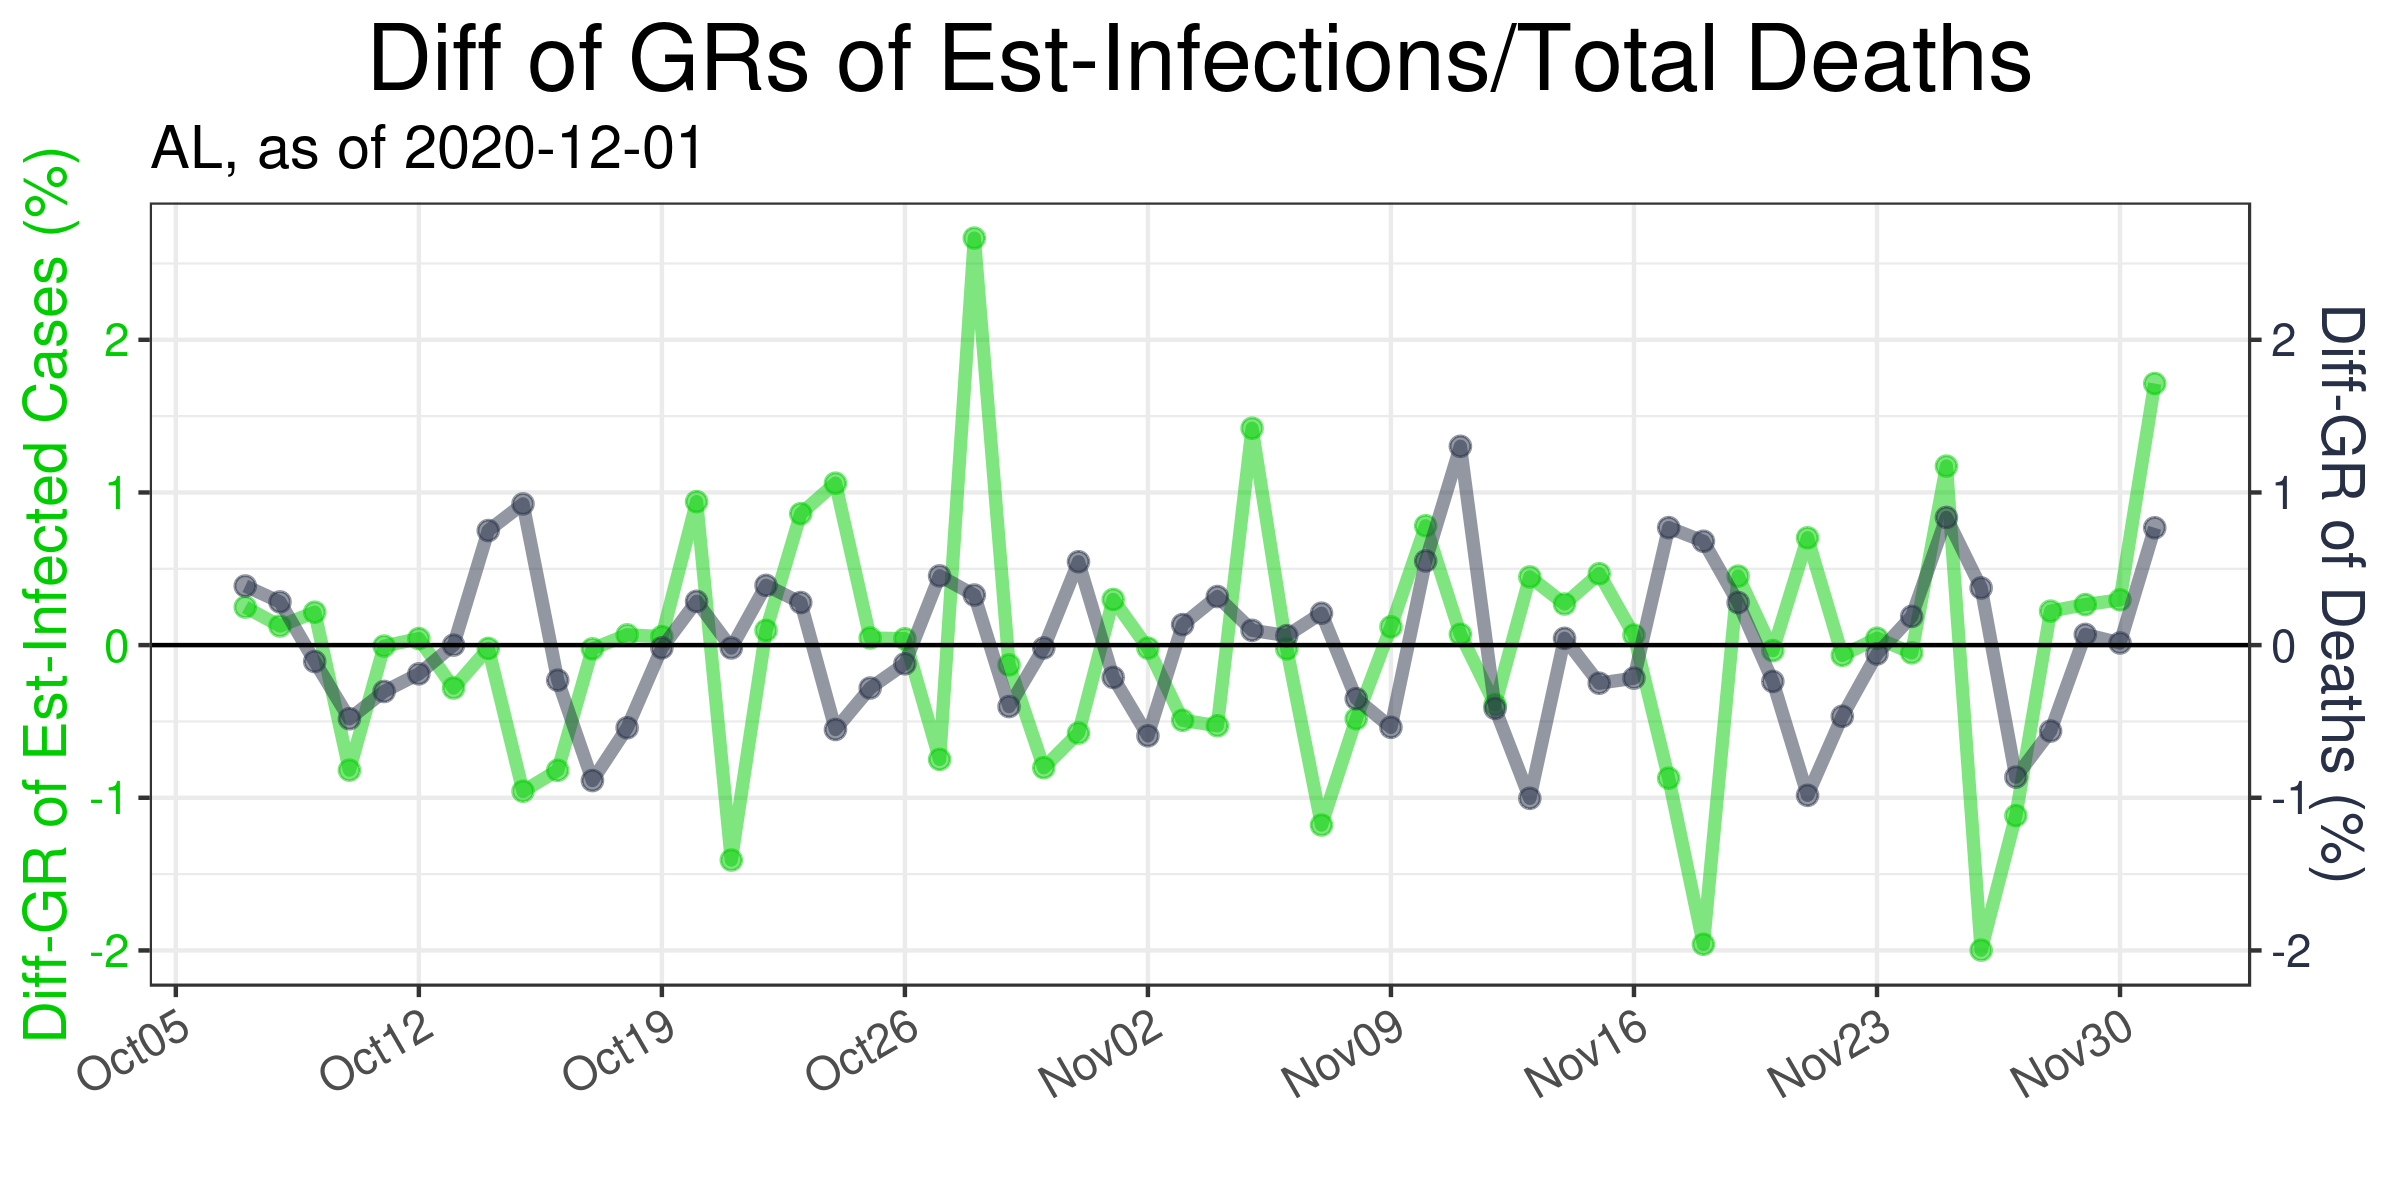 Diff of GRs of Est-Infections/Total Deaths
AL, as of 2020-12-01
Diff-GR of Est-Infected Cases (%)
2
1
0
-1
-2
2
1
0
-1
-2
Diff-GR of Deaths (%)
Oct05
Oct12
Oct19
Oct26
Nov02
Nov09
Nov16
Nov23
Nov30